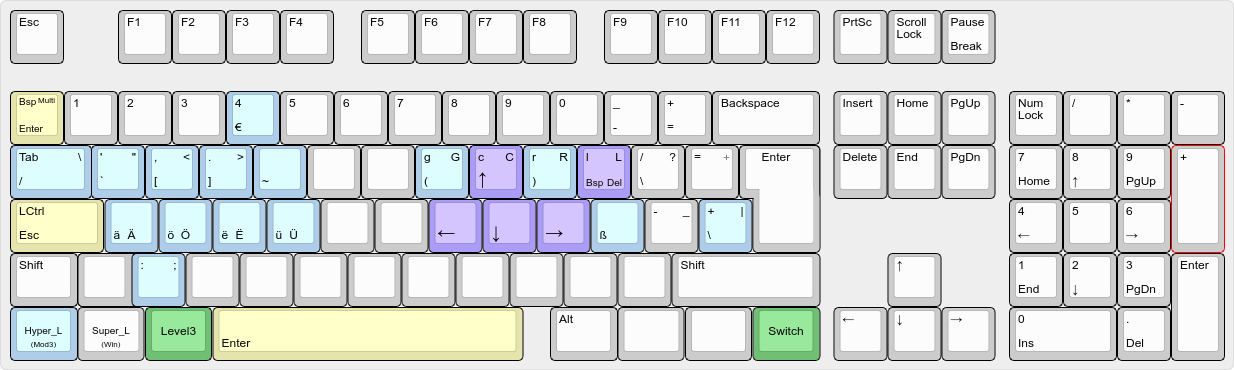 Esc F1 F2 F3 F4 F5 F6 F7 F8 F9 F10 F11 F12 PrtSc Scroll Pause
Lock
Break
Bsp Multi 1 2 3 4 5 6 7 8 9 0 _ + Backspace Insert Home PgUp Num / * -
Lock
Enter € - =
Tab \ ' " , < . > g G c C r R l L / ? = ÷ Enter Delete End PgDn 7 8 9 +
/ ` [ ] ~ ( ↑ ) Bsp Del \ Home ↑ PgUp
LCtrl - _ + | 4 5 6
Esc ä Ä ö Ö ë Ë ü Ü ← ↓ → ß \ ← →
Shift : ; Shift ↑ 1 2 3 Enter
End ↓ PgDn
Hyper_L Super_L Level3 Alt Switch ← ↓ → 0 .
(Mod3) (Win) Enter Ins Del